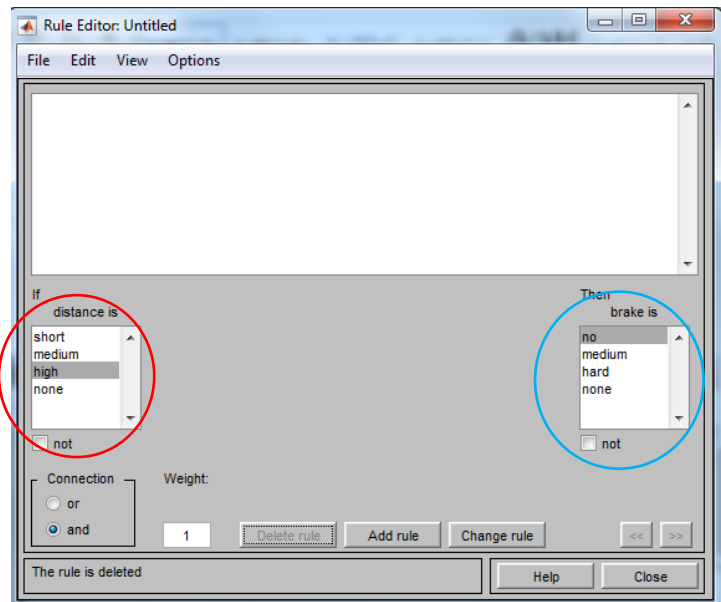 Rule Editor: Untitled
File Edit View Options
If
distance is
short
medium
high
none
not
Then
brake is
no
medium
hard
none
not
Connection
or
and
Weight:
1
Delete rule
Add rule
Change rule
<<
>>
The rule is deleted
Help
Close